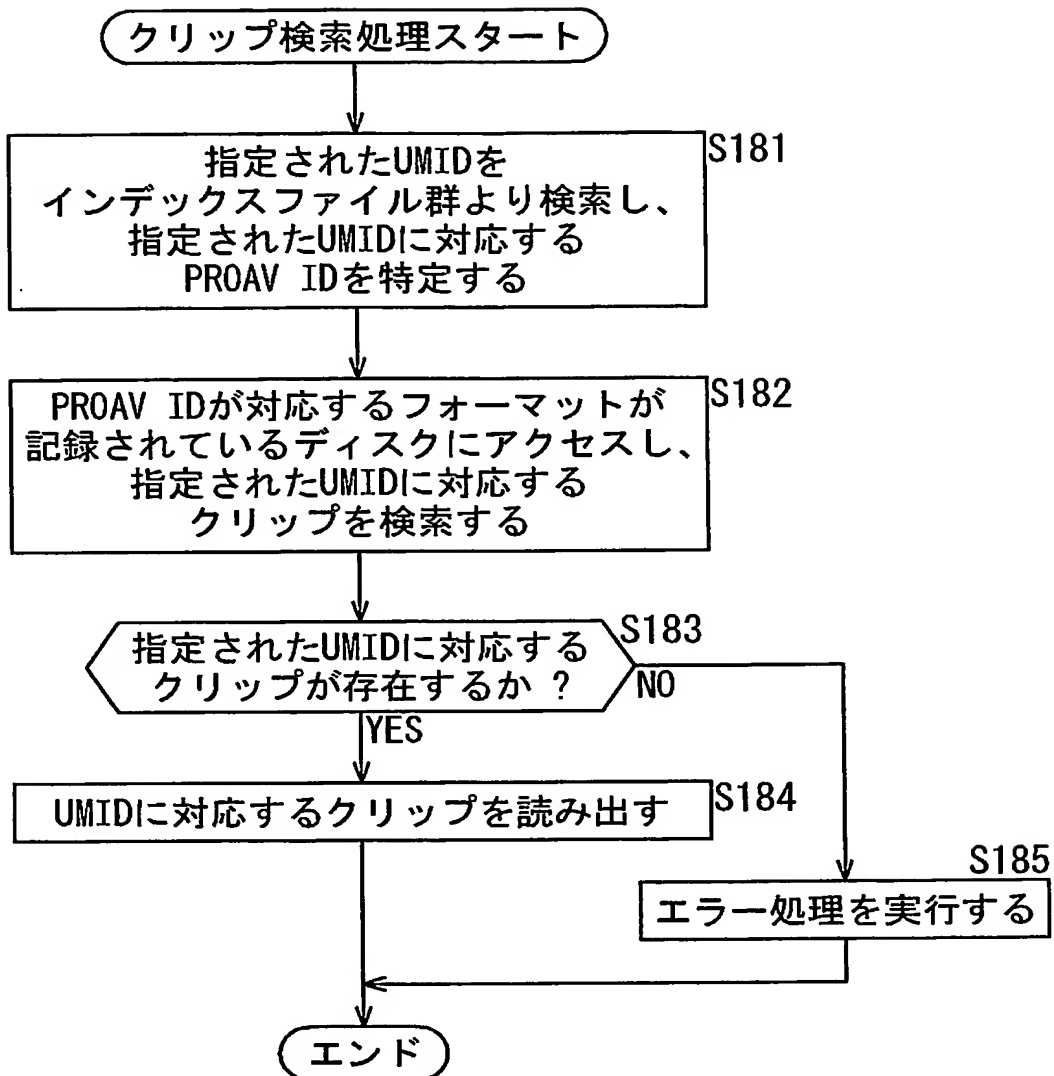 クリップ検索処理スタート
S181
指定されたUMIDを
インデックスファイル群より検索し、
指定されたUMIDに対応する
PROAV IDを特定する
S182
PROAV IDが対応するフォーマットが
記録されているディスクにアクセスし、
指定されたUMIDに対応する
クリップを検索する
S183
指定されたUMIDに対応する
クリップが存在するか ?
NO
YES
UMIDに対応するクリップを読み出す
S184
S185
エラー処理を実行する
エンド